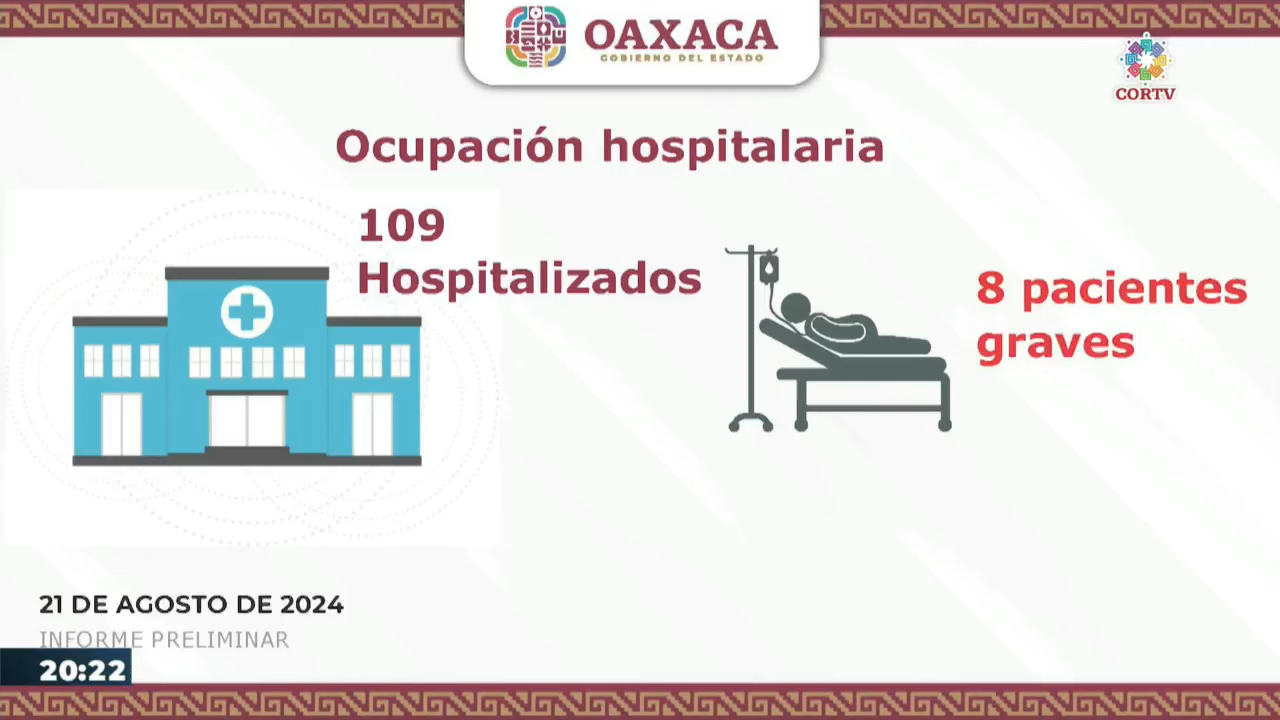 OAXACA
GOBIERNO DEL ESTADO
CORTV
Ocupación hospitalaria
109
Hospitalizados
8 pacientes
graves
21 DE AGOSTO DE 2024
INFORME PRELIMINAR
20:22